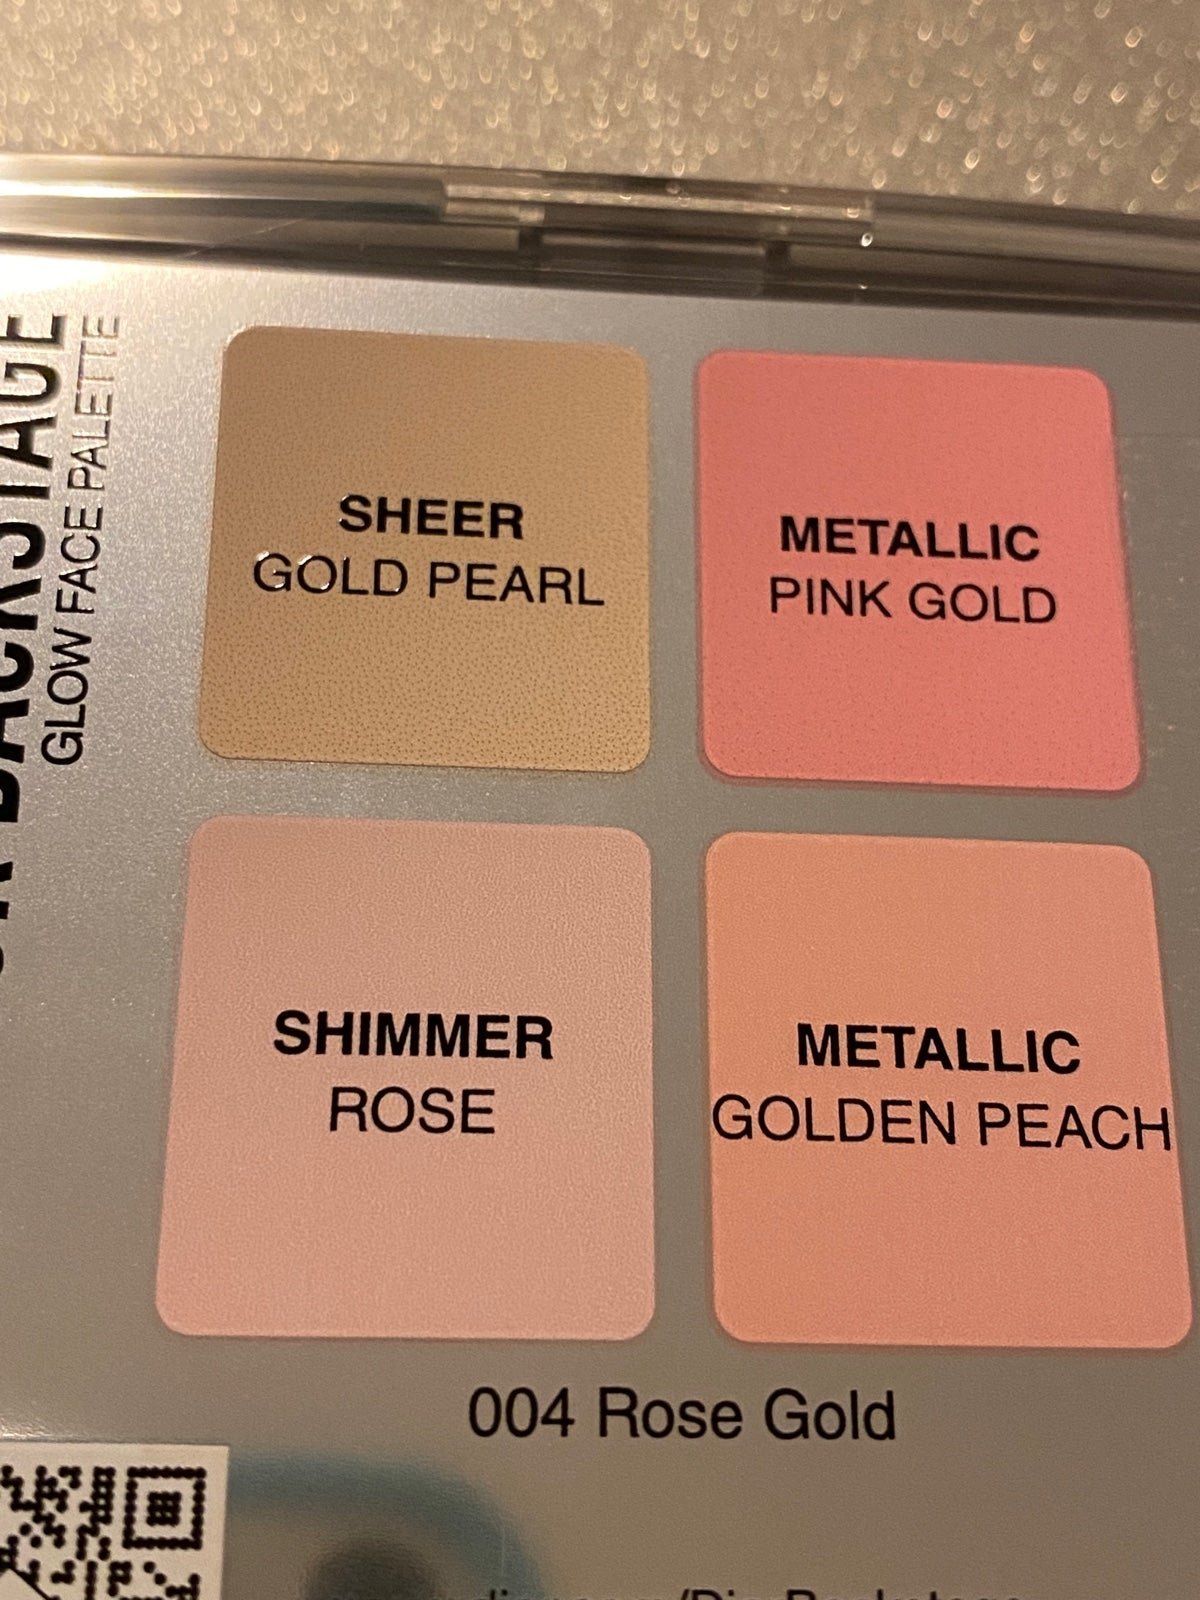 BACKSTAGE
GLOW FACE PALETTE
SHEER
GOLD PEARL
METALLIC
PINK GOLD
SHIMMER
ROSE
METALLIC
GOLDEN PEACH
004 Rose Gold